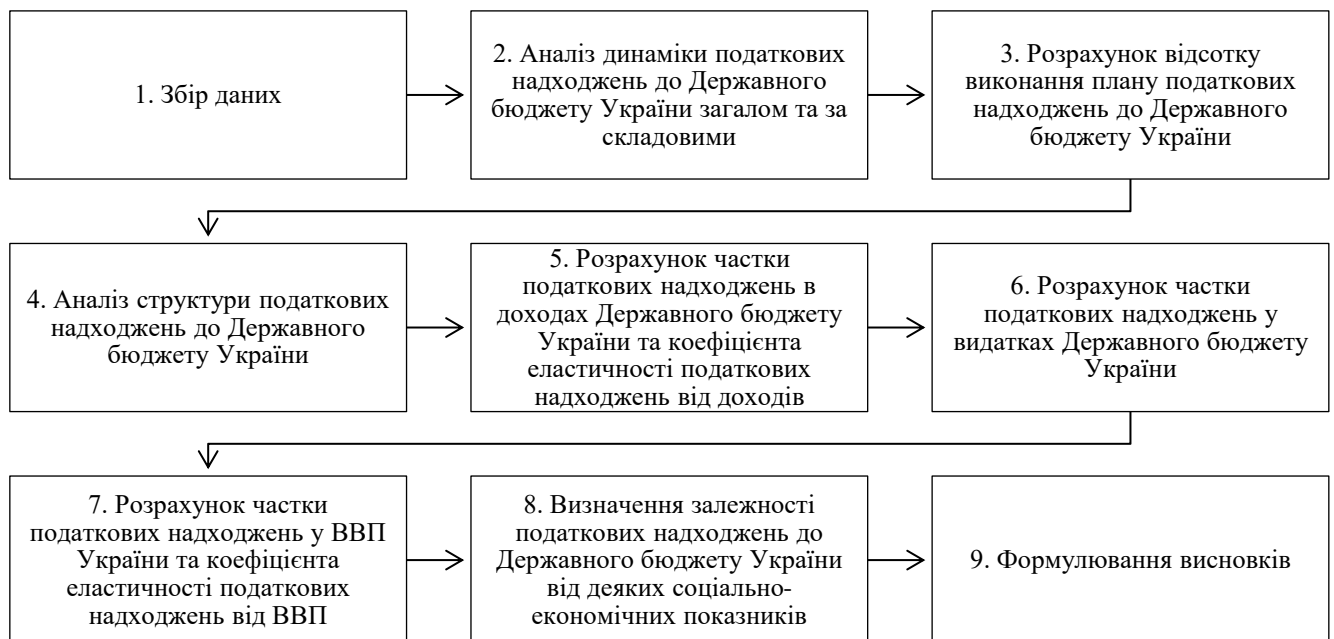 1. Збір даних
2. Аналіз динаміки податкових
надходжень до Державного
бюджету України загалом та за
складовими
3. Розрахунок відсотку
виконання плану податкових
надходжень до Державного
бюджету України
4. Аналіз структури податкових
надходжень до Державного
бюджету України
5. Розрахунок частки
податкових надходжень в
доходах Державного бюджету
України та коефіцієнта
еластичності податкових
надходжень від доходів
6. Розрахунок частки
податкових надходжень у
видатках Державного бюджету
України
7. Розрахунок частки
податкових надходжень у ВВП
України та коефіцієнта
еластичності податкових
надходжень від ВВП
8. Визначення залежності
податкових надходжень до
Державного бюджету України
від деяких соціально-
економічних показників
9. Формулювання висновків